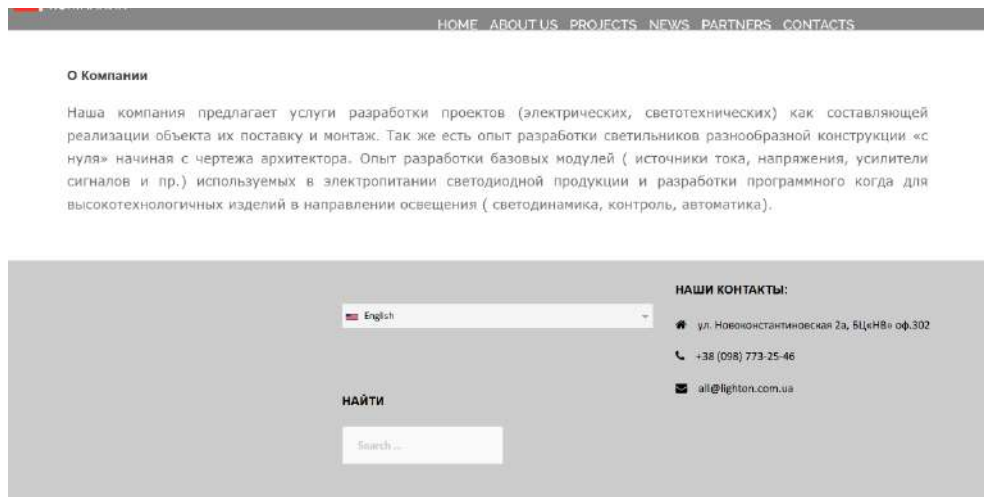 HOME ABOUT US PROJECTS NEWS PARTNERS CONTACTS
О Компании
Наша компания предлагает услуги разработки проектов (электрических, светотехнических) как составляющей
реализации объекта их поставку и монтаж. Так же есть опыт разработки светильников разнообразной конструкции «с
нуля» начиная с чертежа архитектора. Опыт разработки базовых модулей ( источники тока, напряжения, усилители
сигналов и пр.) используемых в электропитании светодиодной продукции и разработки программного когда для
высокотехнологичных изделий в направлении освещения ( светодинамика, контроль, автоматика).
НАШИ КОНТАКТЫ:
English
ул. Новоконстантиновская 2а, БЦ«НВ» оф.302
+38 (098) 773-25-46
all@lighton.com.ua
НАЙТИ
Search ...